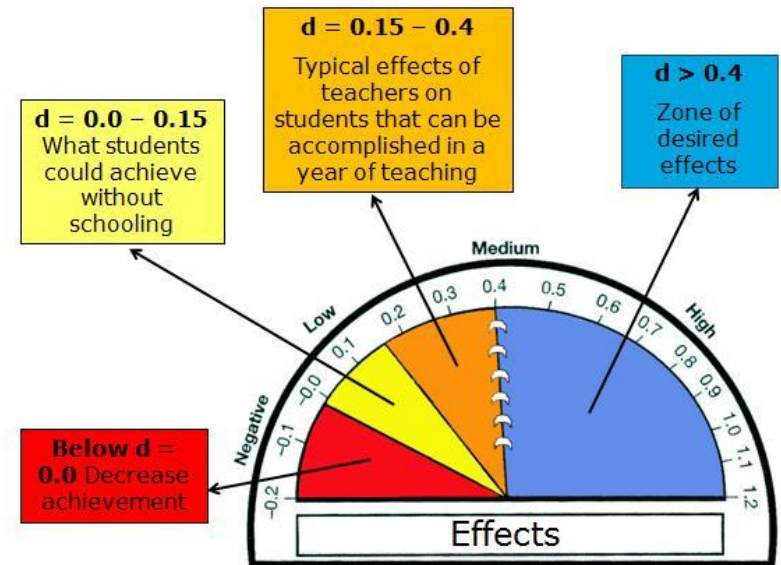 d = 0.15 – 0.4
Typical effects of
teachers on
students that can be
accomplished in a
year of teaching
d > 0.4
Zone of
desired
effects
d = 0.0 – 0.15
What students
could achieve
without
schooling
Below d =
0.0 Decrease
achievement
Negative
Low
Medium
High
-0.2
-0.1
-0.0
0.1
0.2
0.3
0.4
0.5
0.6
0.7
0.8
0.9
1.0
1.1
1.2
Effects